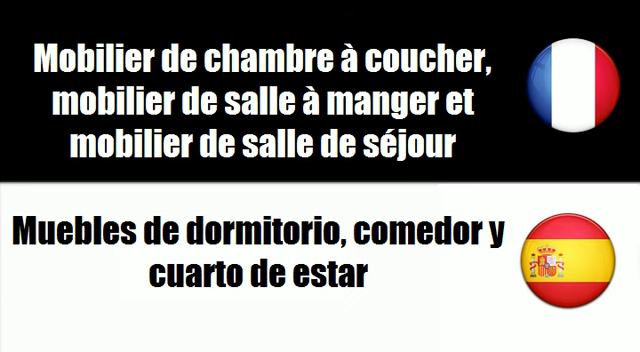 Mobilier de chambre à coucher,
mobilier de salle à manger et
mobilier de salle de séjour
Muebles de dormitorio, comedor y
cuarto de estar